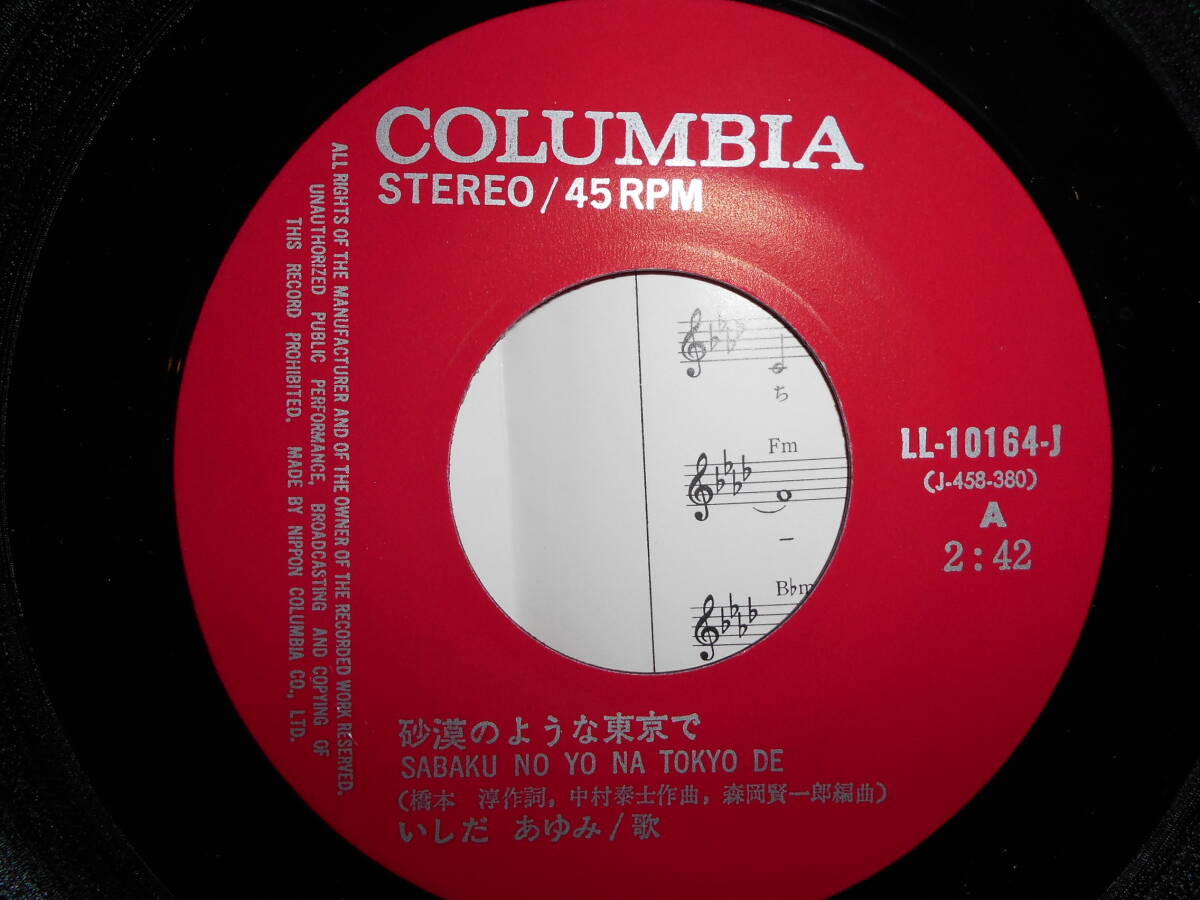 COLUMBIA
STEREO/45RPM
ALL RIGHTS OF THE MANUFACTURER AND OF THE OWNER OF THE RECORDED WORK RESERVED.
UNAUTHORIZED PUBLIC PERFORMANCE, BROADCASTING AND COPYING OF
THIS RECORD PROHIBITED. MADE BY NIPPON COLUMBIA CO., LTD.
ち
Fm
B♭m
LL-10164-J
(J-458-380)
A
2:42
砂漠のような東京で
SABAKU NO YO NA TOKYO DE
(橋本 淳作詞, 中村泰士作曲, 森岡賢一郎編曲)
いしだ あゆみ/歌